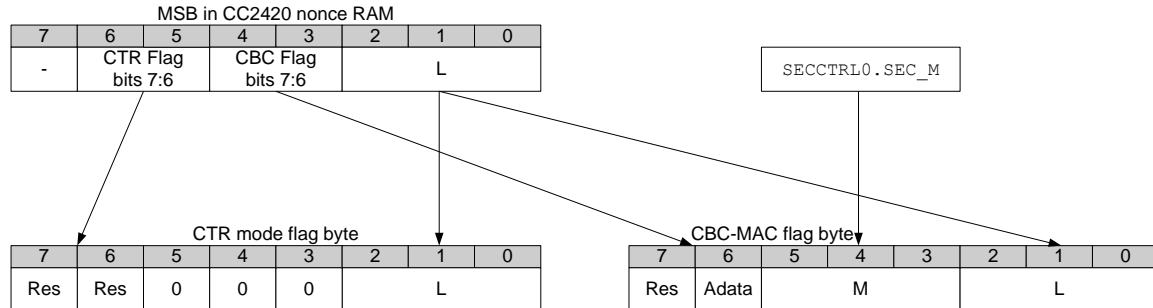 MSB in CC2420 nonce RAM
7 6 5 4 3 2 1 0
- CTR Flag bits 7:6 CBC Flag bits 7:6 L
SECCTRL0.SEC_M
CTR mode flag byte
7 6 5 4 3 2 1 0
Res Res 0 0 0 L
CBC-MAC flag byte
7 6 5 4 3 2 1 0
Res Adata M L